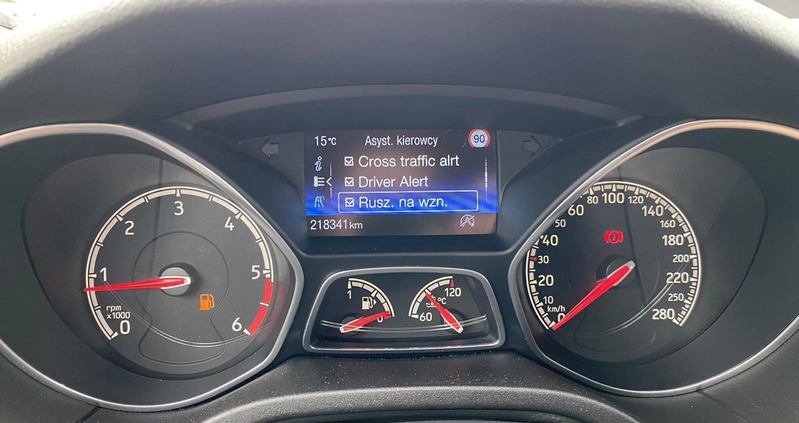 15°C Asyst. kierowcy 90
Cross traffic alrt
Driver Alert
Rusz. na wzn.
218341 km
0 1 2 3 4 5 6
rpm
x1000
1 0
60 120
°C
0 10 20 30 40 60 80 100 120 140 160 180 200 220 260 280
km/h